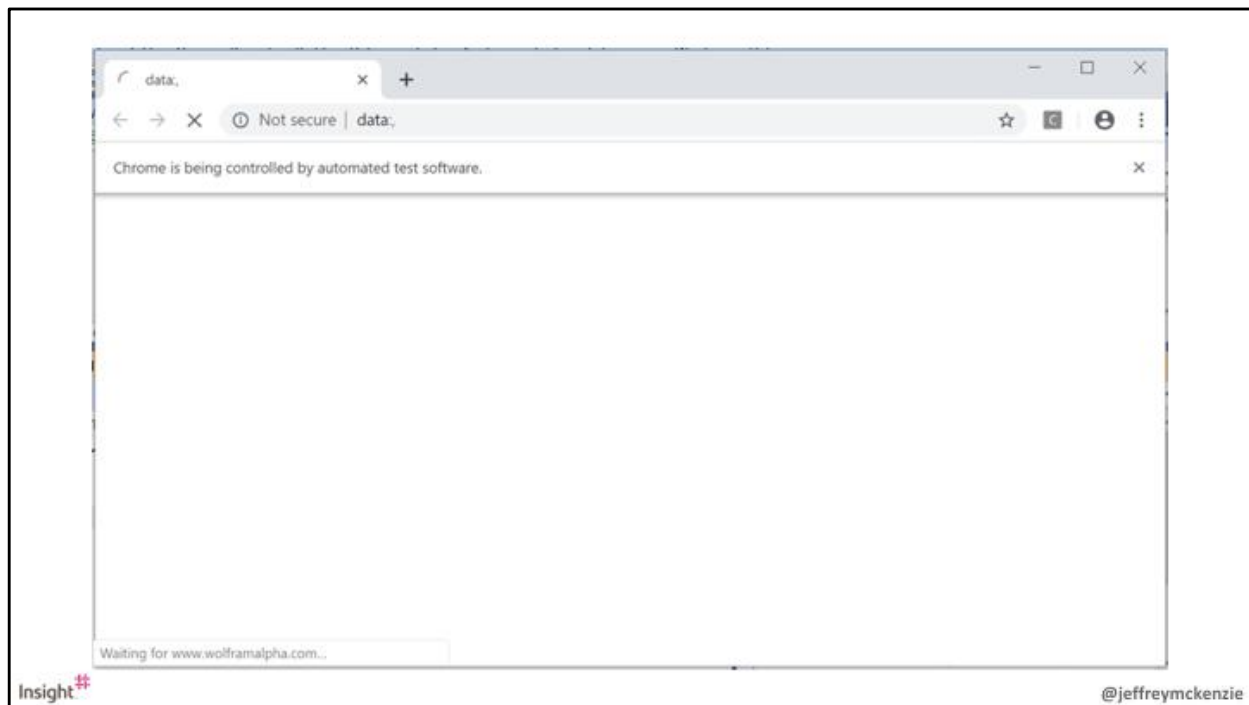 data:,
Not secure | data:,
Chrome is being controlled by automated test software.
Waiting for www.wolframalpha.com...
Insight#
@jeffreymckenzie